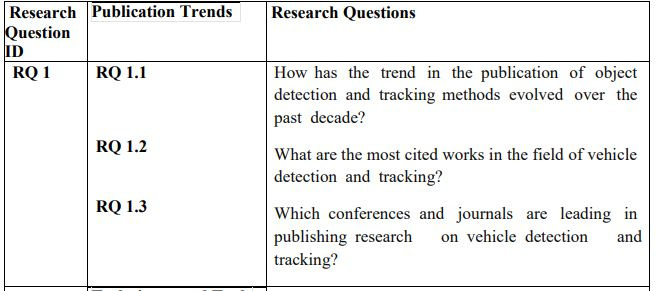 Research Publication Trends Research Questions
Question
ID
RQ 1 RQ 1.1 How has the trend in the publication of object
detection and tracking methods evolved over the
past decade?
RQ 1.2 What are the most cited works in the field of vehicle
detection and tracking?
RQ 1.3 Which conferences and journals are leading in
publishing research on vehicle detection and
tracking?